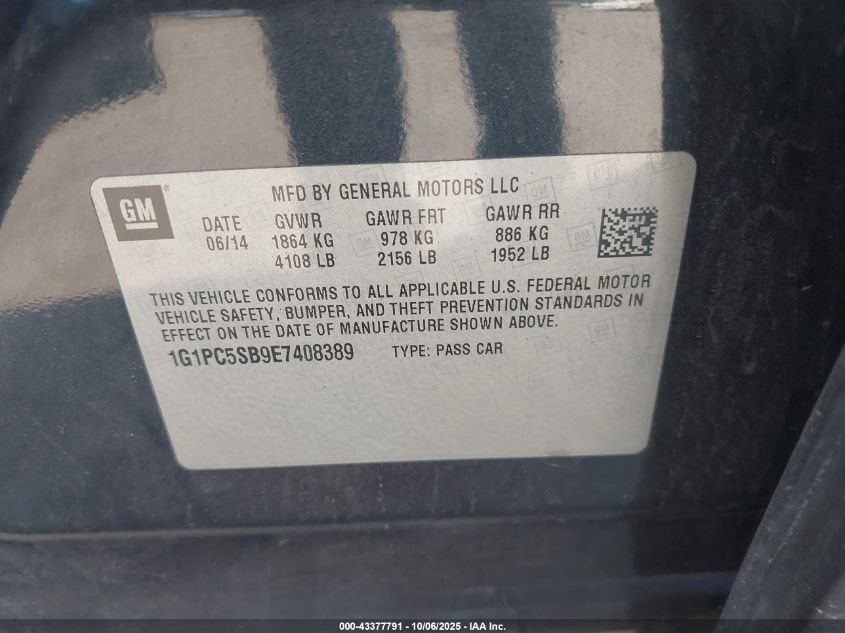 GM ®
MFD BY GENERAL MOTORS LLC
DATE GVWR GAWR FRT GAWR RR
06/14 1864 KG 978 KG 886 KG
4108 LB 2156 LB 1952 LB
THIS VEHICLE CONFORMS TO ALL APPLICABLE U.S. FEDERAL MOTOR
VEHICLE SAFETY, BUMPER, AND THEFT PREVENTION STANDARDS IN
EFFECT ON THE DATE OF MANUFACTURE SHOWN ABOVE.
1G1PC5SB9E7408389 TYPE: PASS CAR
000-43377791 - 10/06/2025 - IAA Inc.